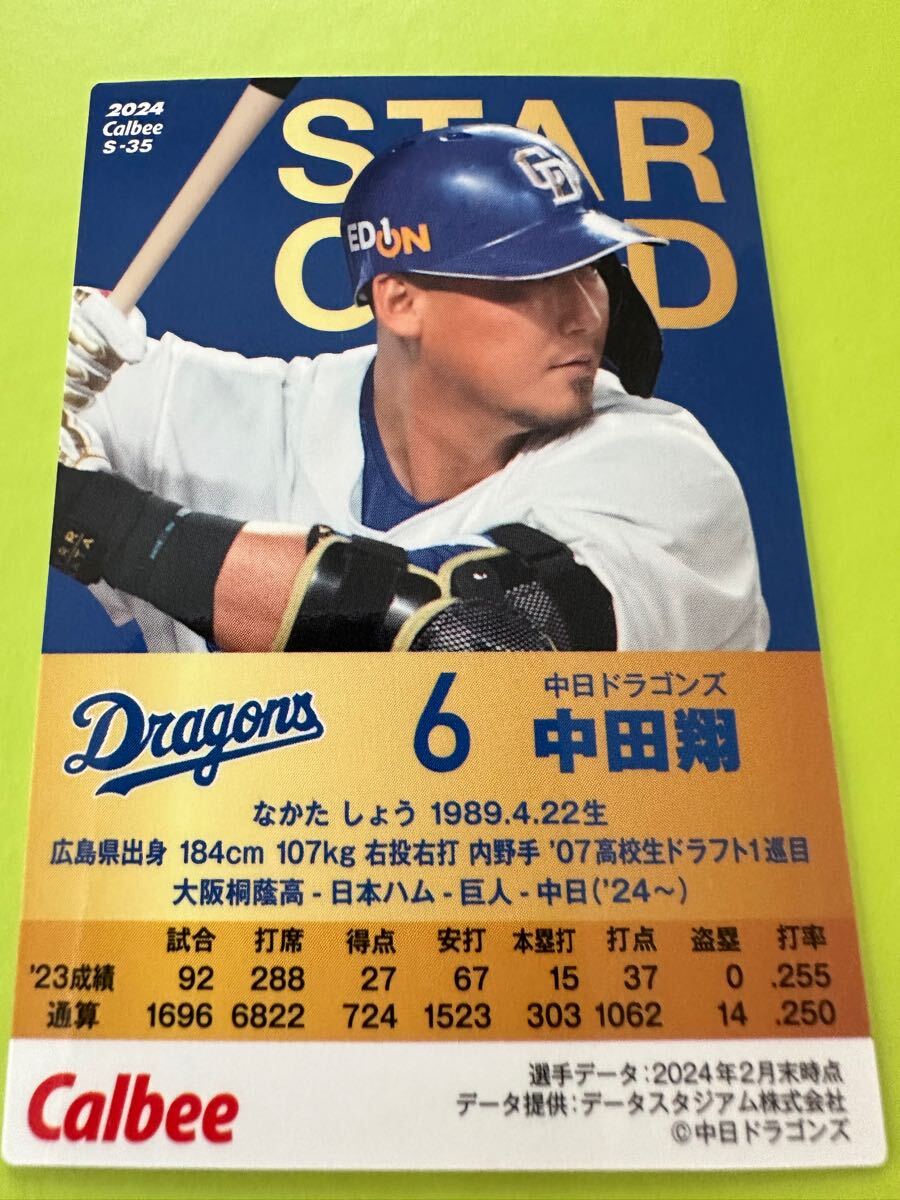 2024
Calbee
S-35
STAR
C D
GD
EDION
Dragons
6
中日ドラゴンズ
中田翔
なかた しょう 1989.4.22生
広島県出身 184cm 107kg 右投右打 内野手 '07高校生ドラフト1巡目
大阪桐蔭高-日本ハム-巨人-中日('24～)
試合 打席 得点 安打 本塁打 打点 盗塁 打率
'23成績 92 288 27 67 15 37 0 .255
通算 1696 6822 724 1523 303 1062 14 .250
Calbee
選手データ:2024年2月末時点
データ提供:データスタジアム株式会社
©中日ドラゴンズ